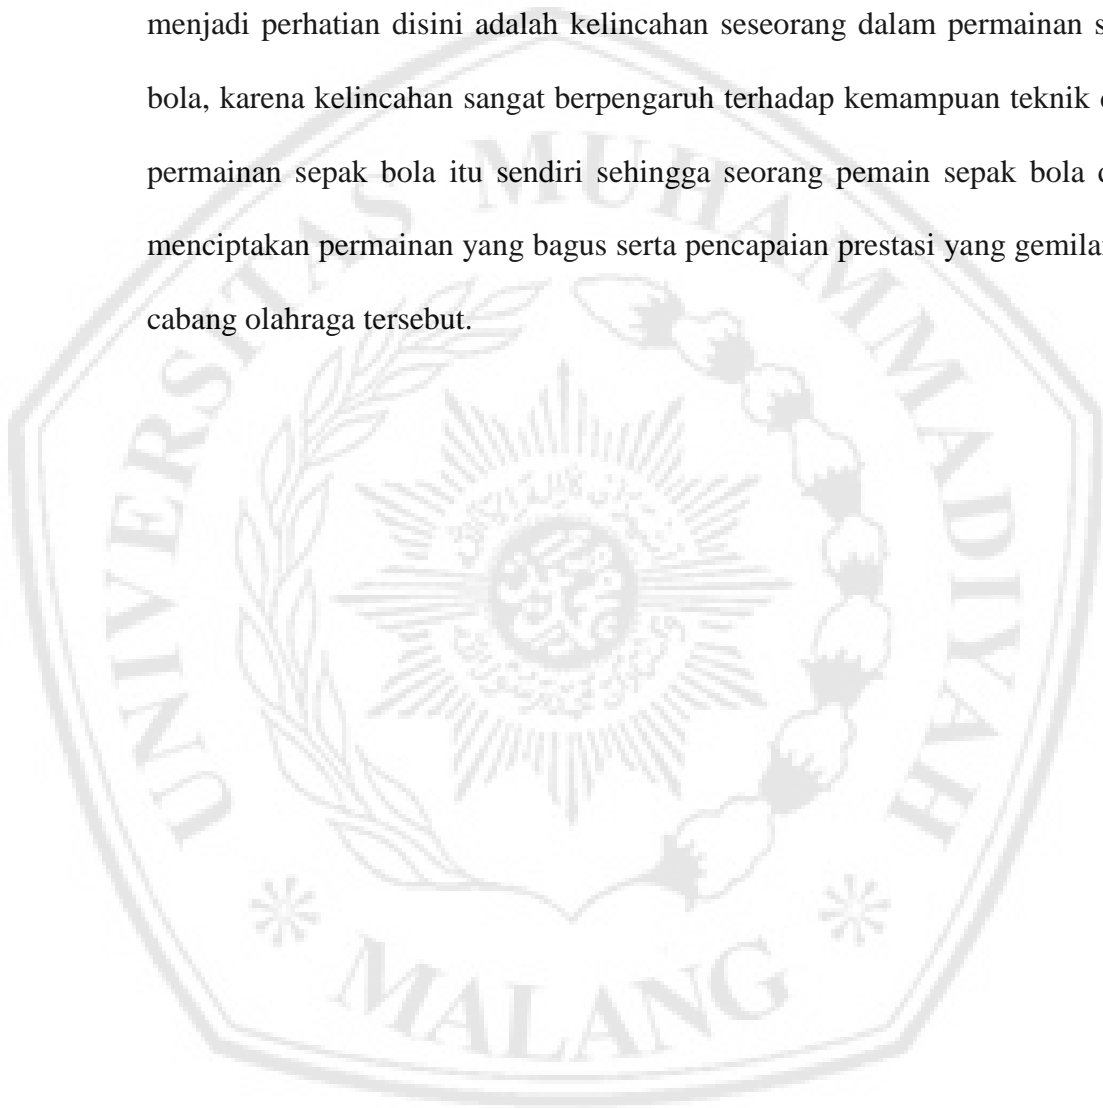 menjadi perhatian disini adalah kelincahan seseorang dalam permainan s
bola, karena kelincahan sangat berpengaruh terhadap kemampuan teknik
permainan sepak bola itu sendiri sehingga seorang pemain sepak bola
menciptakan permainan yang bagus serta pencapaian prestasi yang gemila
cabang olahraga tersebut.
UNIVERSITAS MUHAMMADIYAH
MALANG